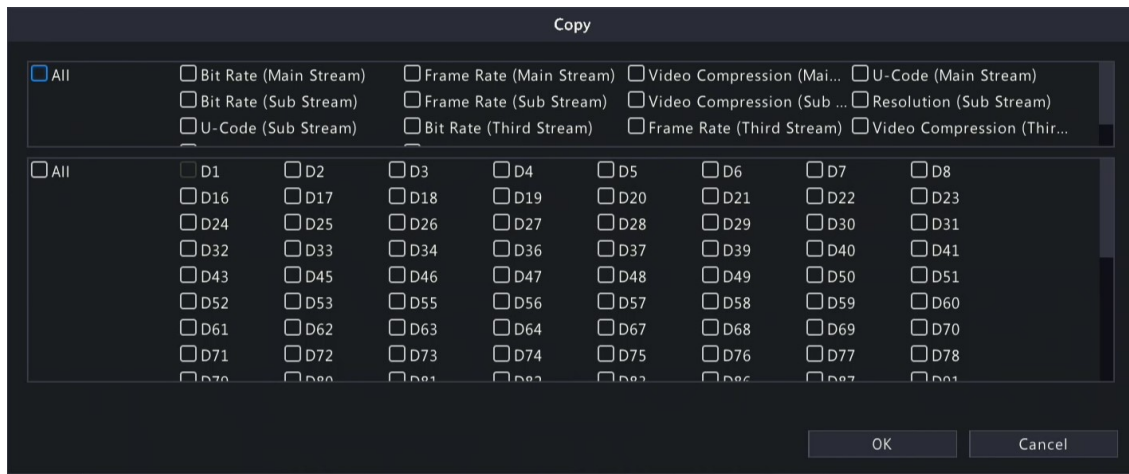 Copy
All Bit Rate (Main Stream) Frame Rate (Main Stream) Video Compression (Mai... U-Code (Main Stream)
Bit Rate (Sub Stream) Frame Rate (Sub Stream) Video Compression (Sub ... Resolution (Sub Stream)
U-Code (Sub Stream) Bit Rate (Third Stream) Frame Rate (Third Stream) Video Compression (Thir...
All D1 D2 D3 D4 D5 D6 D7 D8
D16 D17 D18 D19 D20 D21 D22 D23
D24 D25 D26 D27 D28 D29 D30 D31
D32 D33 D34 D36 D37 D39 D40 D41
D43 D45 D46 D47 D48 D49 D50 D51
D52 D53 D55 D56 D57 D58 D59 D60
D61 D62 D63 D64 D67 D68 D69 D70
D71 D72 D73 D74 D75 D76 D77 D78
OK Cancel